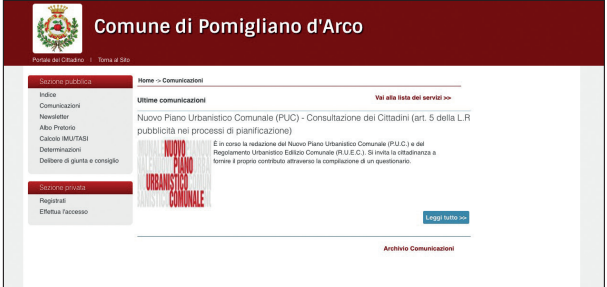 Comune di Pomigliano d'Arco
Portale del Cittadino | Torna al Sito
Sezione pubblica
Indice
Comunicazioni
Newsletter
Albo Pretorio
Calcolo IMU/TASI
Determinazioni
Delibere di giunta e consiglio
Sezione privata
Registrati
Effettua l'accesso
Home -> Comunicazioni
Ultime comunicazioni
Vai alla lista dei servizi >>
Nuovo Piano Urbanistico Comunale (PUC) - Consultazione dei Cittadini (art. 5 della L.R
pubblicità nei processi di pianificazione)
NUOVO
PIANO
URBANISTICO
COMUNALE
È in corso la redazione del Nuovo Piano Urbanistico Comunale (P.U.C.) e del
Regolamento Urbanistico Edilizio Comunale (R.U.E.C.). Si invita la cittadinanza a
fornire il proprio contributo attraverso la compilazione di un questionario.
Leggi tutto >>
Archivio Comunicazioni